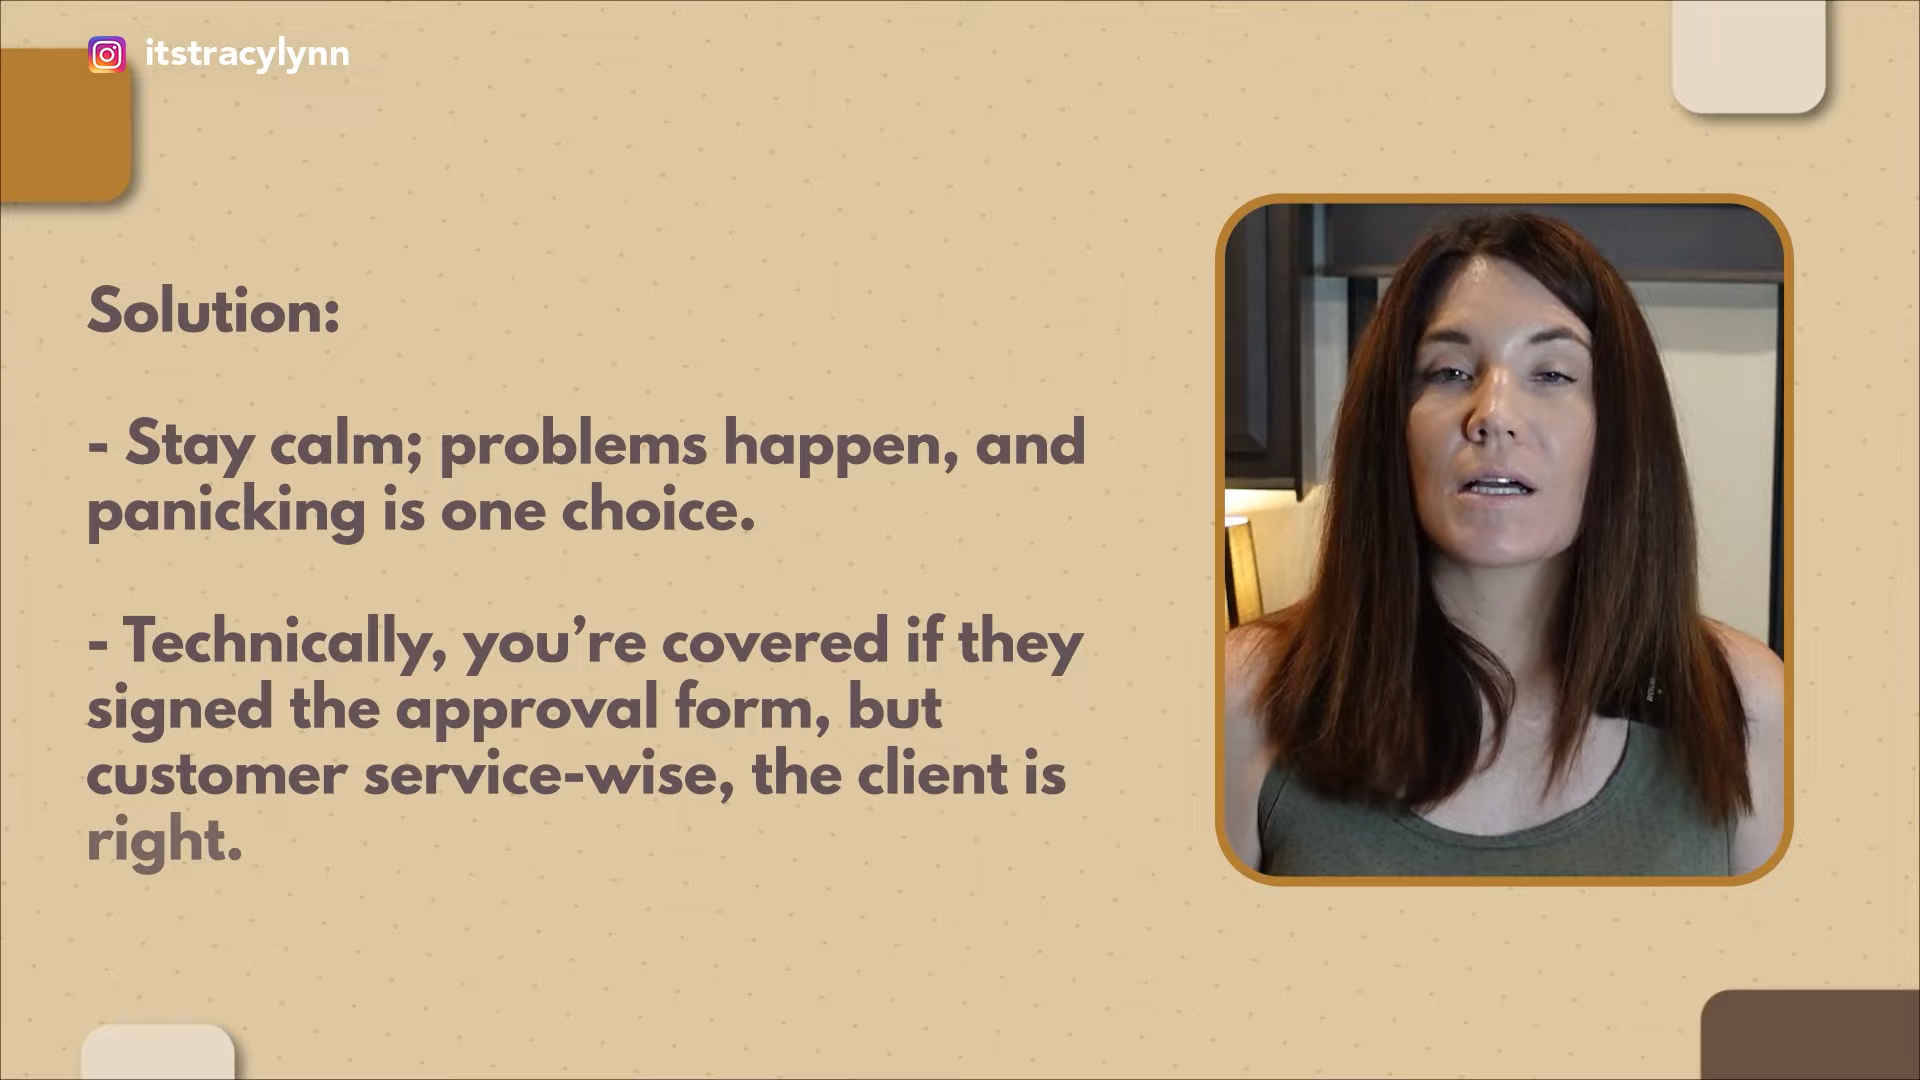 itstracylynn
Solution:
- Stay calm; problems happen, and
panicking is one choice.
- Technically, you’re covered if they
signed the approval form, but
customer service-wise, the client is
right.